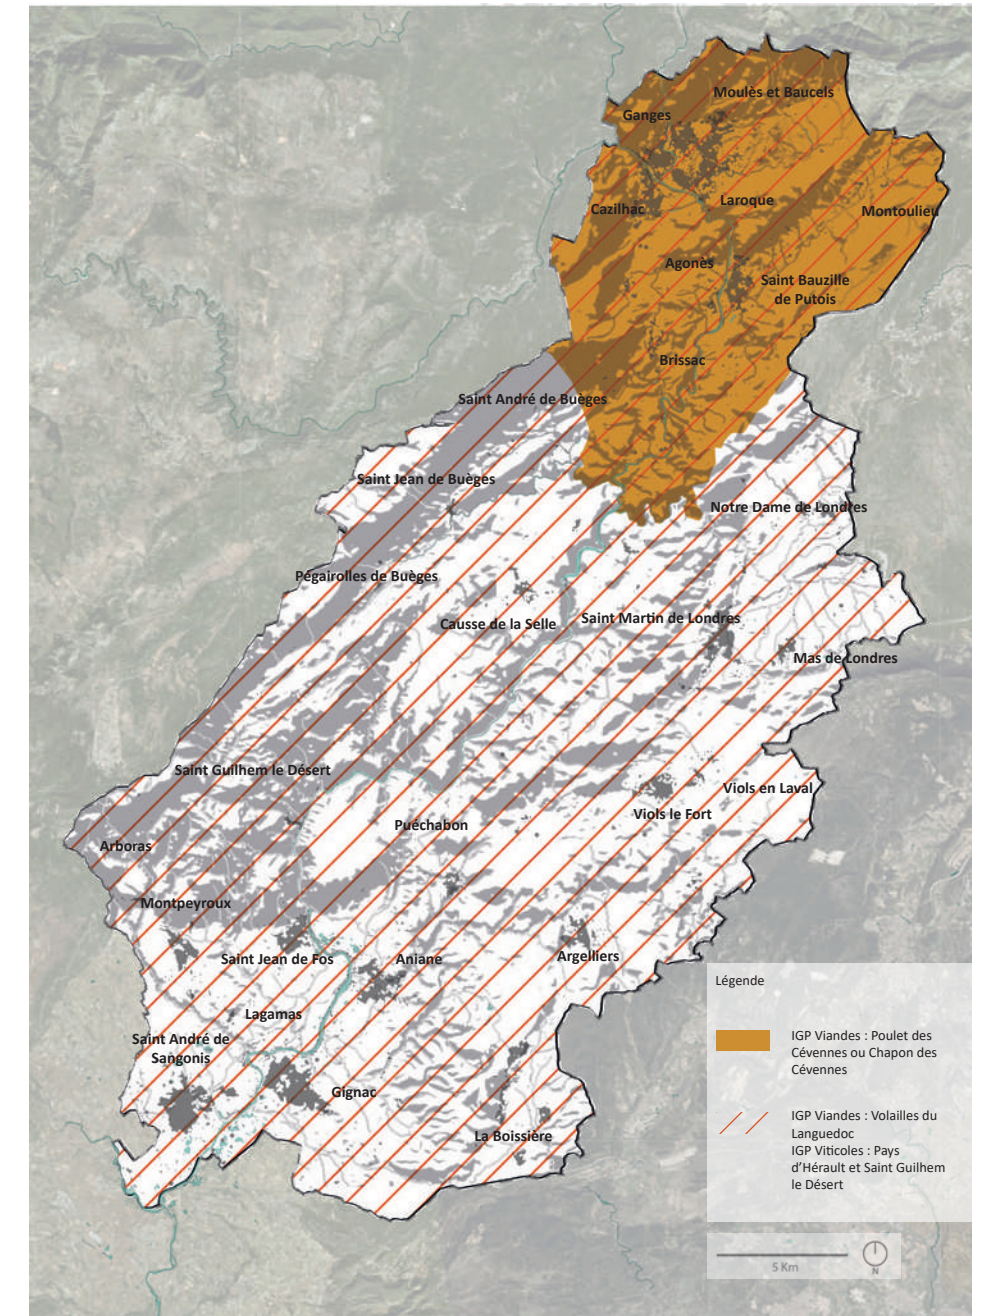 Moulès et Baucels
Ganges
Laroque
Cazilhac
Montoulieu
Agonès
Saint Bauzille
de Putois
Brissac
Saint André de Buèges
Saint Jean de Buèges
Notre Dame de Londres
Pégairolles de Buèges
Causse de la Selle
Saint Martin de Londres
Mas de Londres
Saint Guilhem le Désert
Viols en Laval
Viols le Fort
Puéchabon
Arboras
Montpeyroux
Saint Jean de Fos
Aniane
Argelliers
Lagamas
Saint André de
Sangonis
Gignac
La Boissière
Légende
IGP Viandes : Poulet des
Cévennes ou Chapon des
Cévennes
IGP Viandes : Volailles du
Languedoc
IGP Viticoles : Pays
d’Hérault et Saint Guilhem
le Désert
5 Km
N